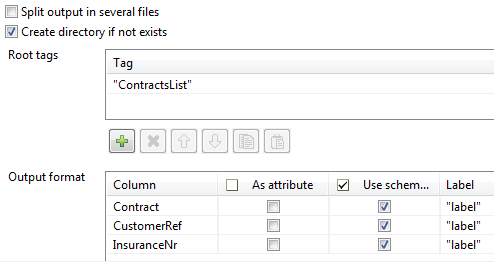 Split output in several files
Create directory if not exists
Root tags
Tag
"ContractsList"
Output format
Column As attribute Use schem... Label
Contract "label"
CustomerRef "label"
InsuranceNr "label"